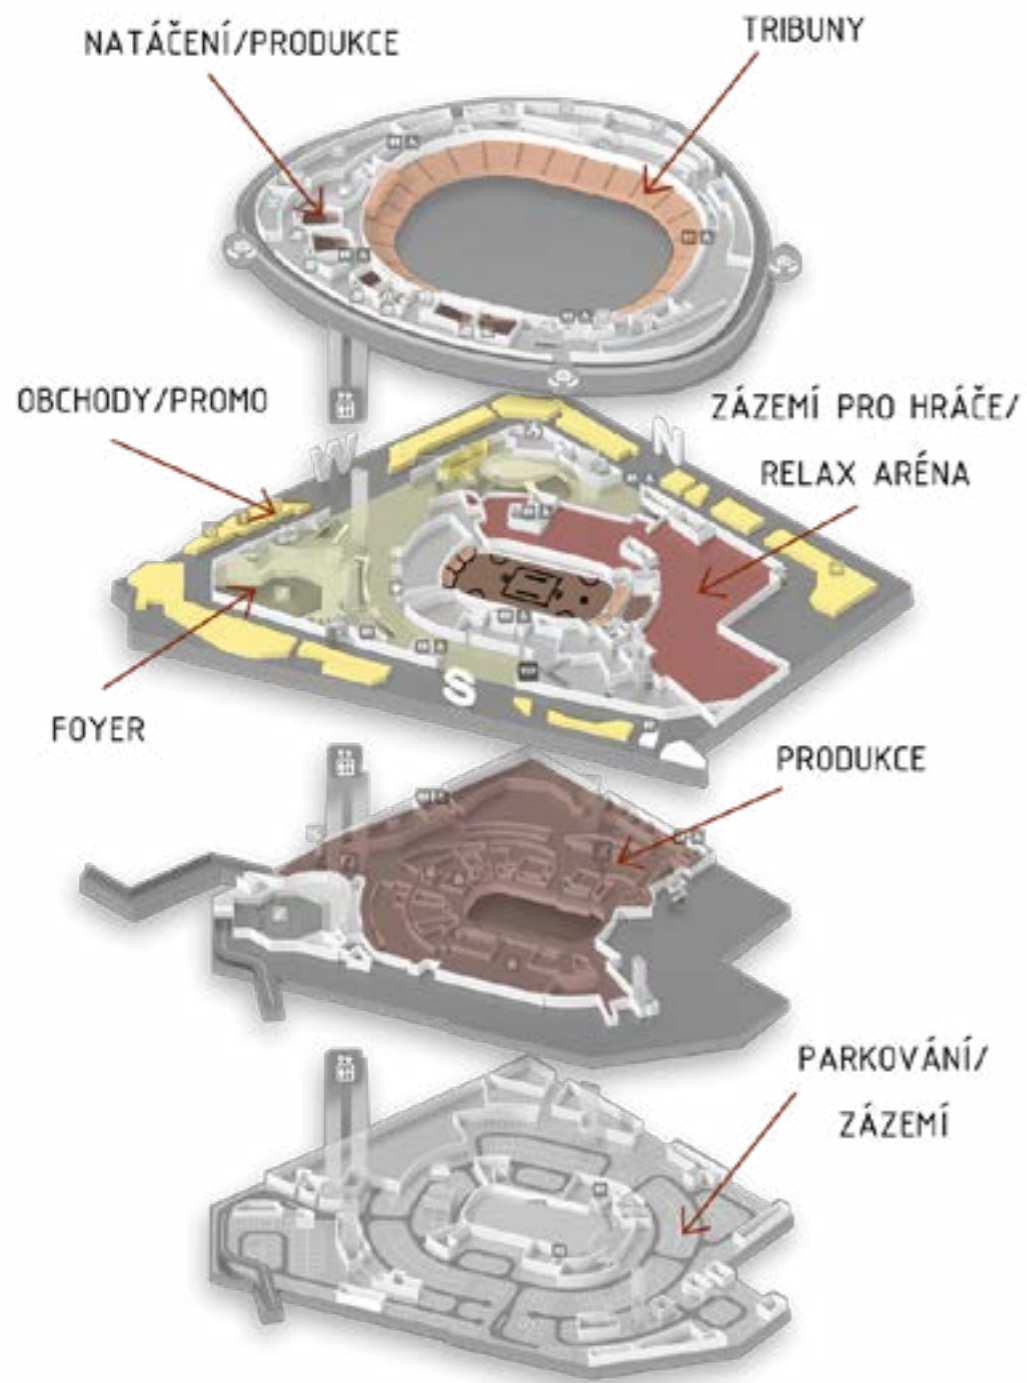 NATÁČENÍ/PRODUKCE
TRIBUNY
OBCHODY/PROMO
ZÁZEMÍ PRO HRÁČE/
RELAX ARÉNA
W
N
S
FOYER
PRODUKCE
PARKOVÁNÍ/
ZÁZEMÍ